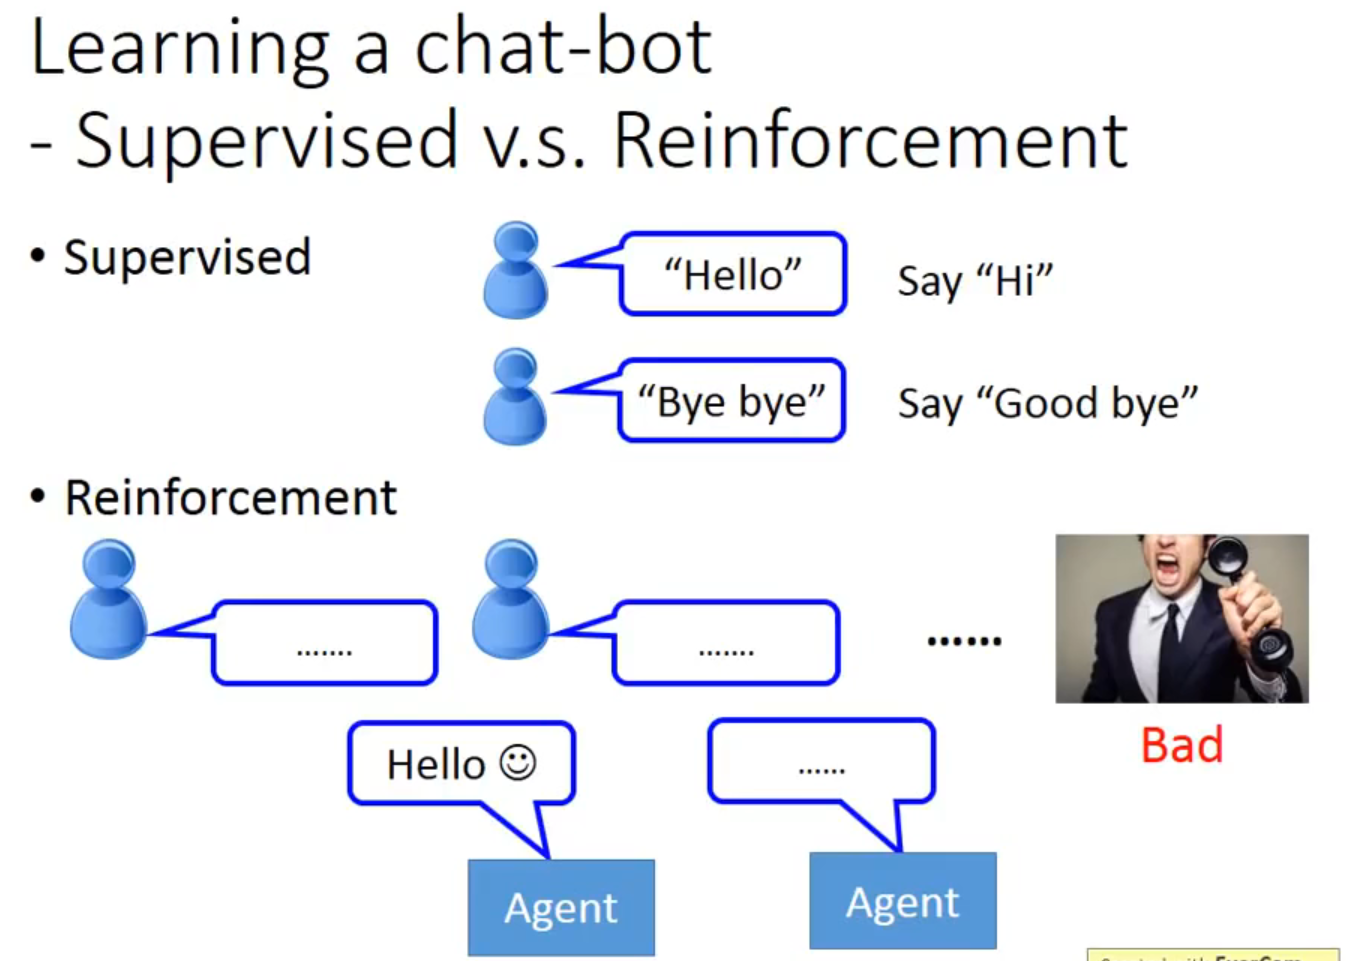 Learning a chat-bot
- Supervised v.s. Reinforcement
• Supervised
“Hello”
Say “Hi”
“Bye bye”
Say “Good bye”
• Reinforcement
.......
.......
......
Bad
Hello ☺
......
Agent
Agent